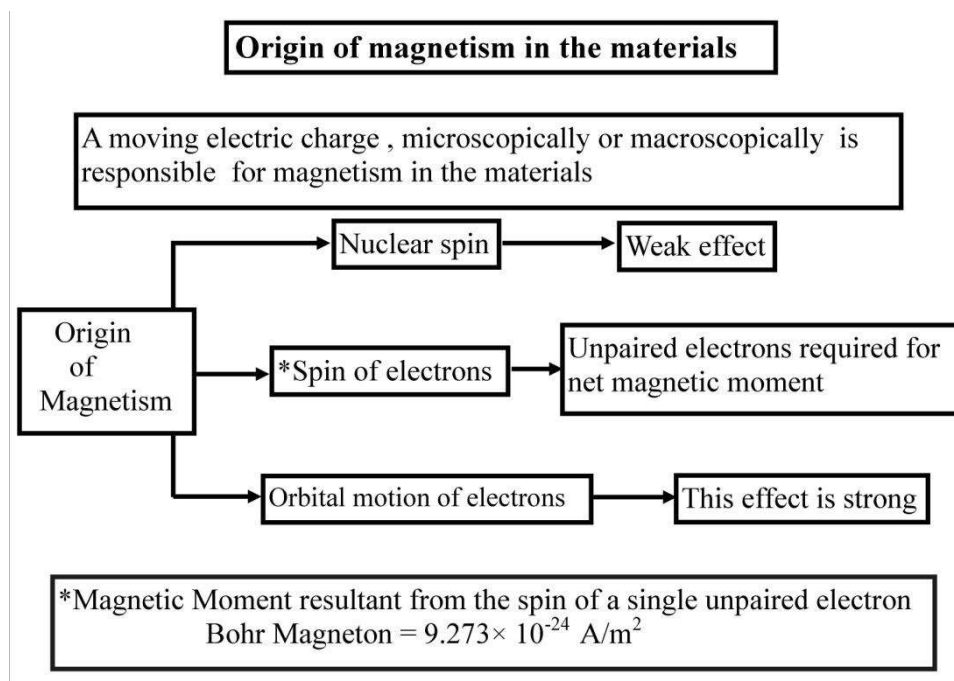 Origin of magnetism in the materials
A moving electric charge , microscopically or macroscopically is
responsible for magnetism in the materials
Nuclear spin
Weak effect
Origin
of
Magnetism
*Spin of electrons
Unpaired electrons required for
net magnetic moment
Orbital motion of electrons
This effect is strong
*Magnetic Moment resultant from the spin of a single unpaired electron
Bohr Magneton = 9.273× 10⁻²⁴ A/m²